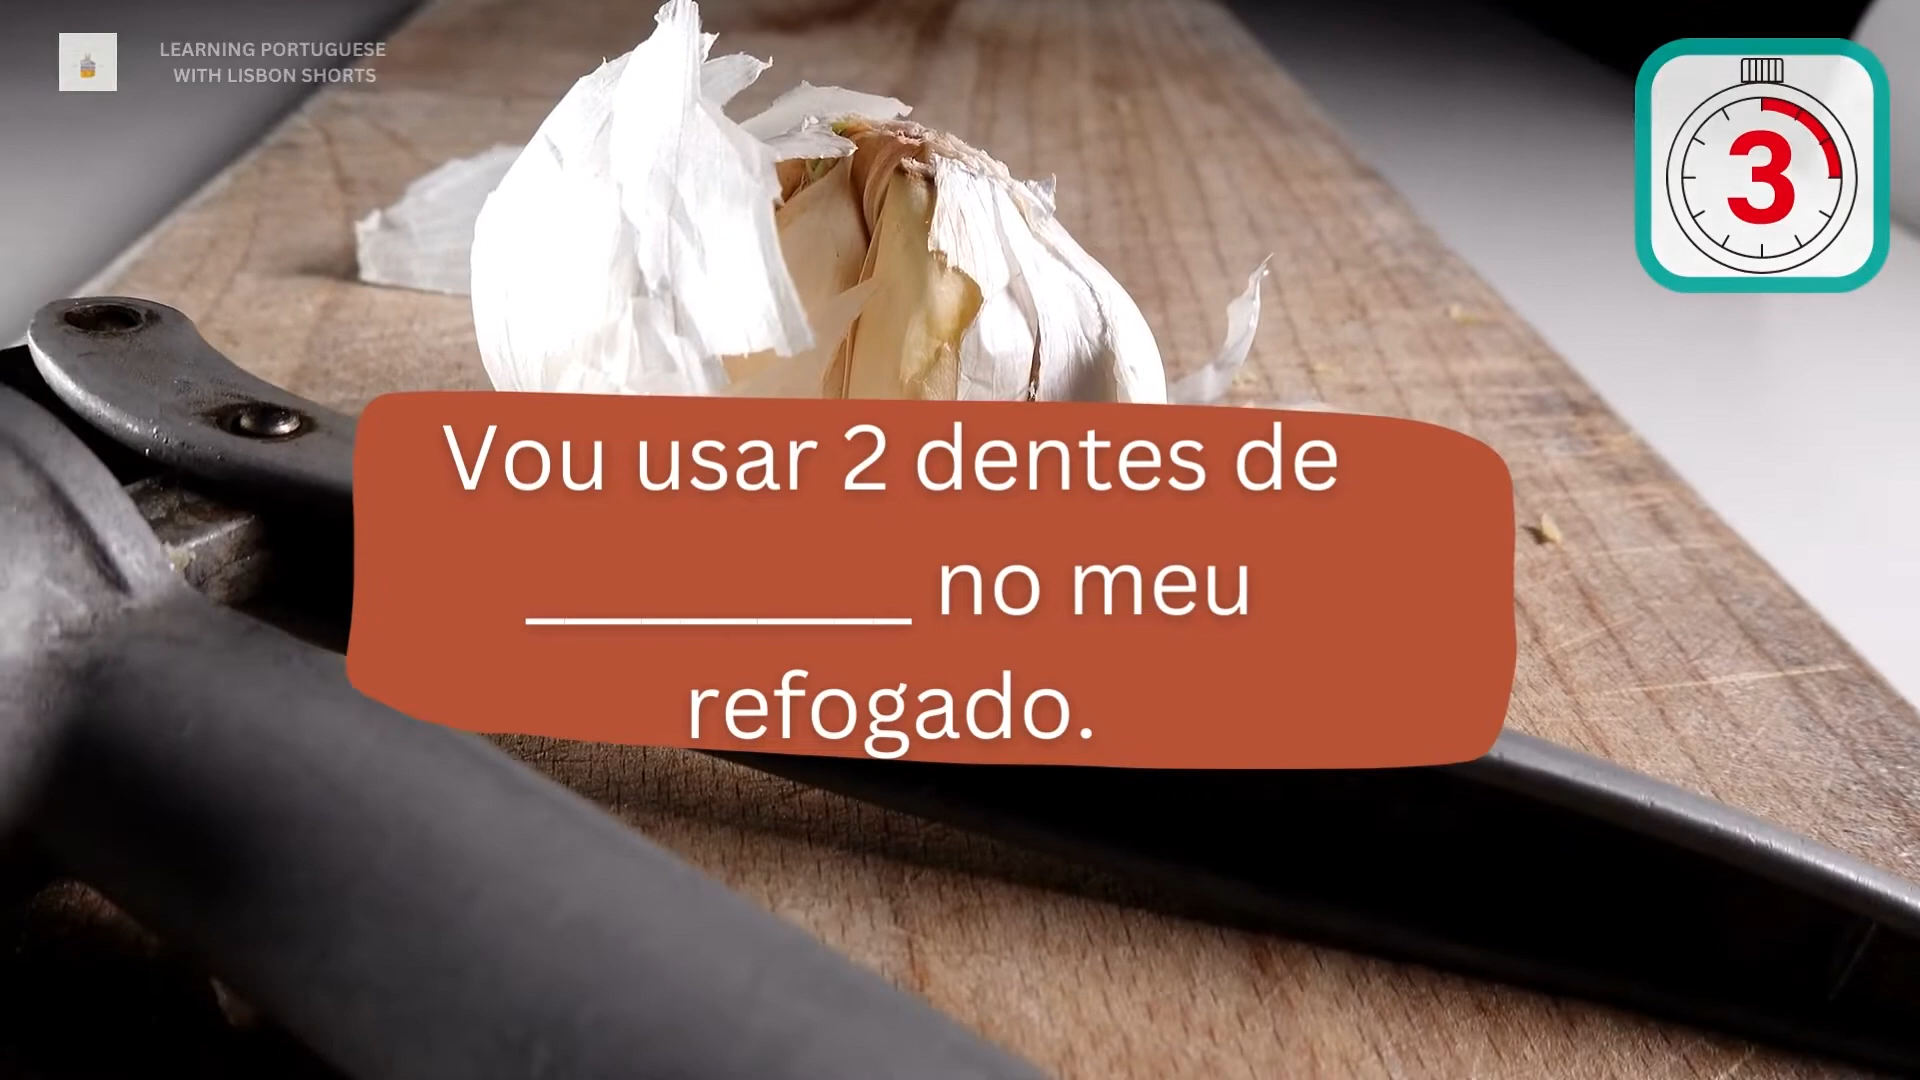 LEARNING PORTUGUESE
WITH LISBON SHORTS
3
Vou usar 2 dentes de
__________ no meu
refogado.